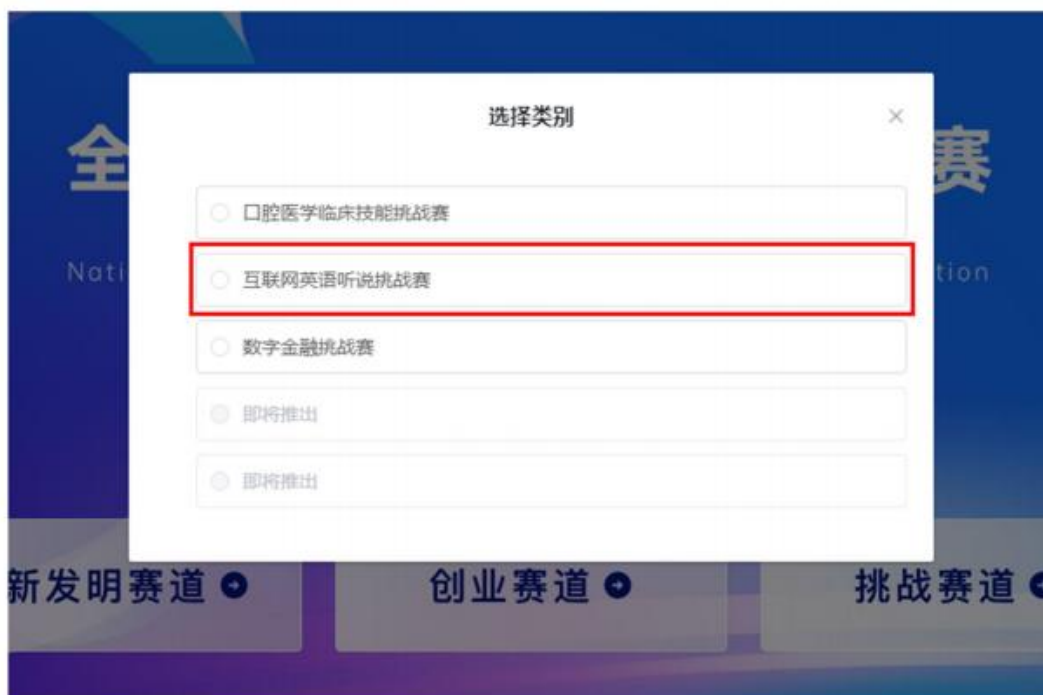 选择类别
全 赛
口腔医学临床技能挑战赛
Nati tion
互联网英语听说挑战赛
数字金融挑战赛
即将推出
即将推出
新发明赛道
创业赛道
挑战赛道